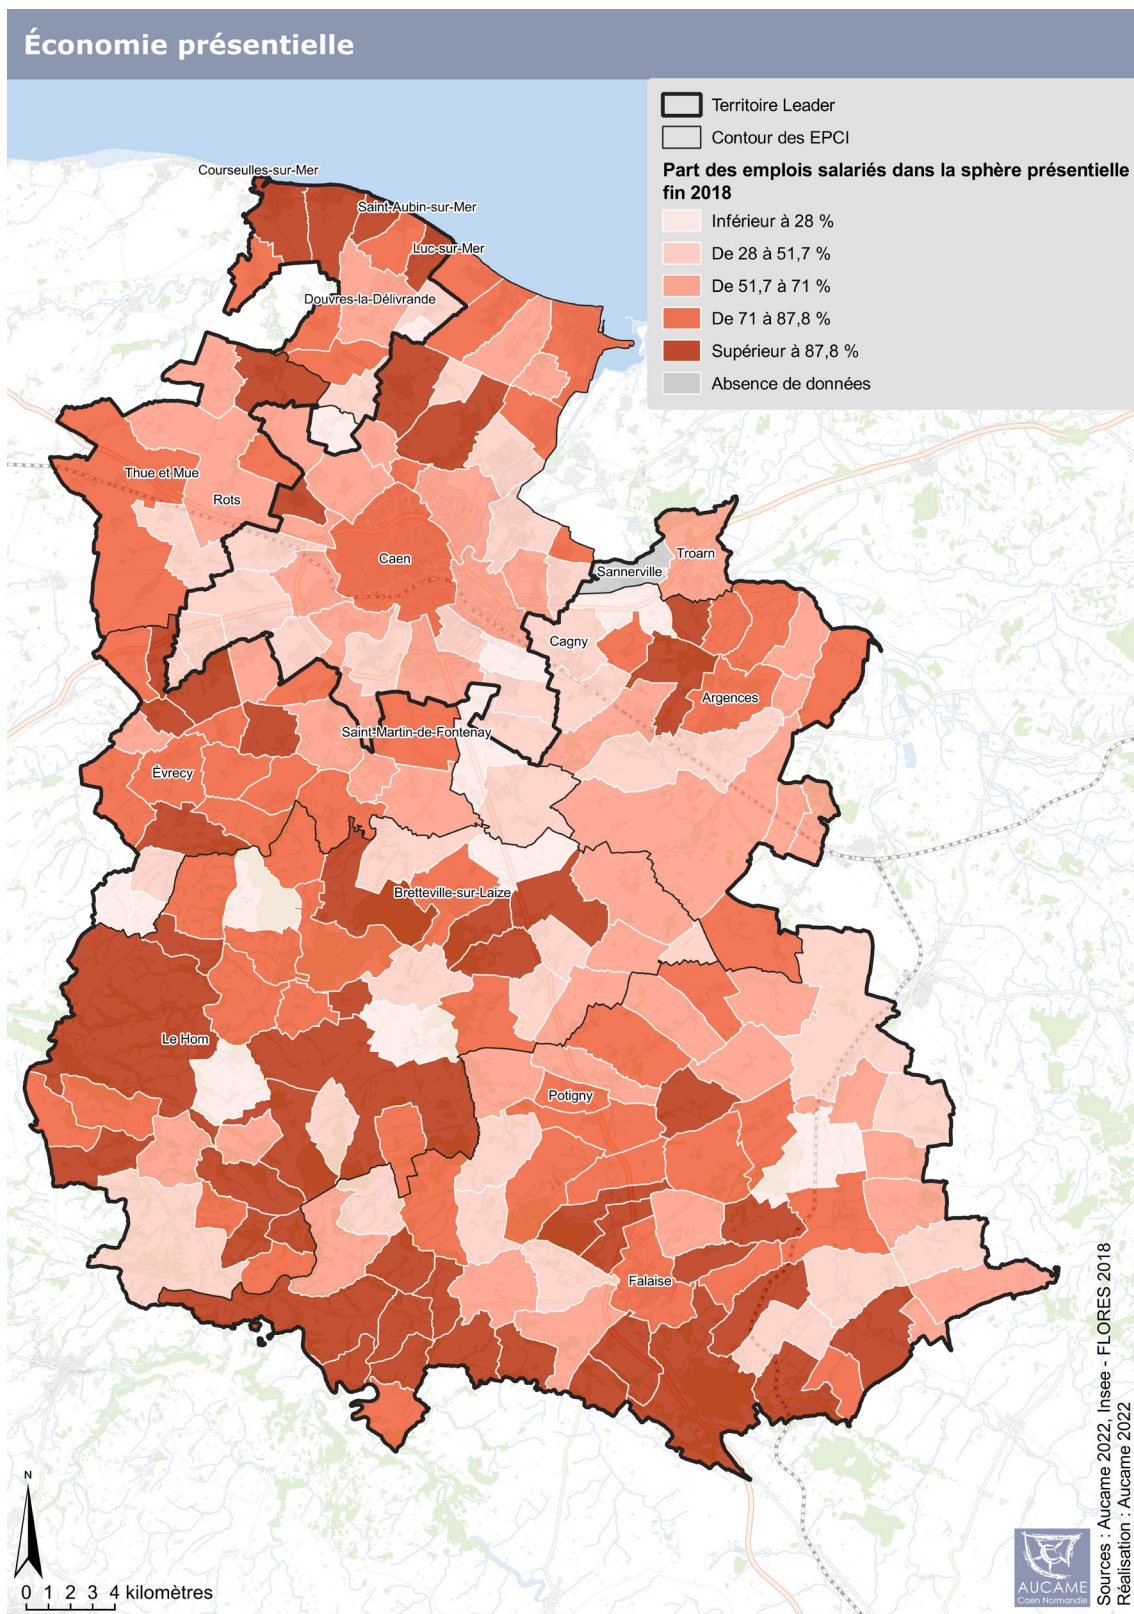 Économie présentielle
Territoire Leader
Contour des EPCI
Part des emplois salariés dans la sphère présentielle
fin 2018
Inférieur à 28 %
De 28 à 51,7 %
De 51,7 à 71 %
De 71 à 87,8 %
Supérieur à 87,8 %
Absence de données
Courseulles-sur-Mer
Saint-Aubin-sur-Mer
Luc-sur-Mer
Douvres-la-Délivrande
Thue et Mue
Rots
Caen
Troarn
Sannerville
Cagny
Argences
Saint-Martin-de-Fontenay
Évrecy
Bretteville-sur-Laize
Le Hom
Potigny
Falaise
N
0 1 2 3 4 kilomètres
AUCAME
Caen Normandie
Sources : Aucame 2022, Insee - FLORES 2018
Réalisation : Aucame 2022